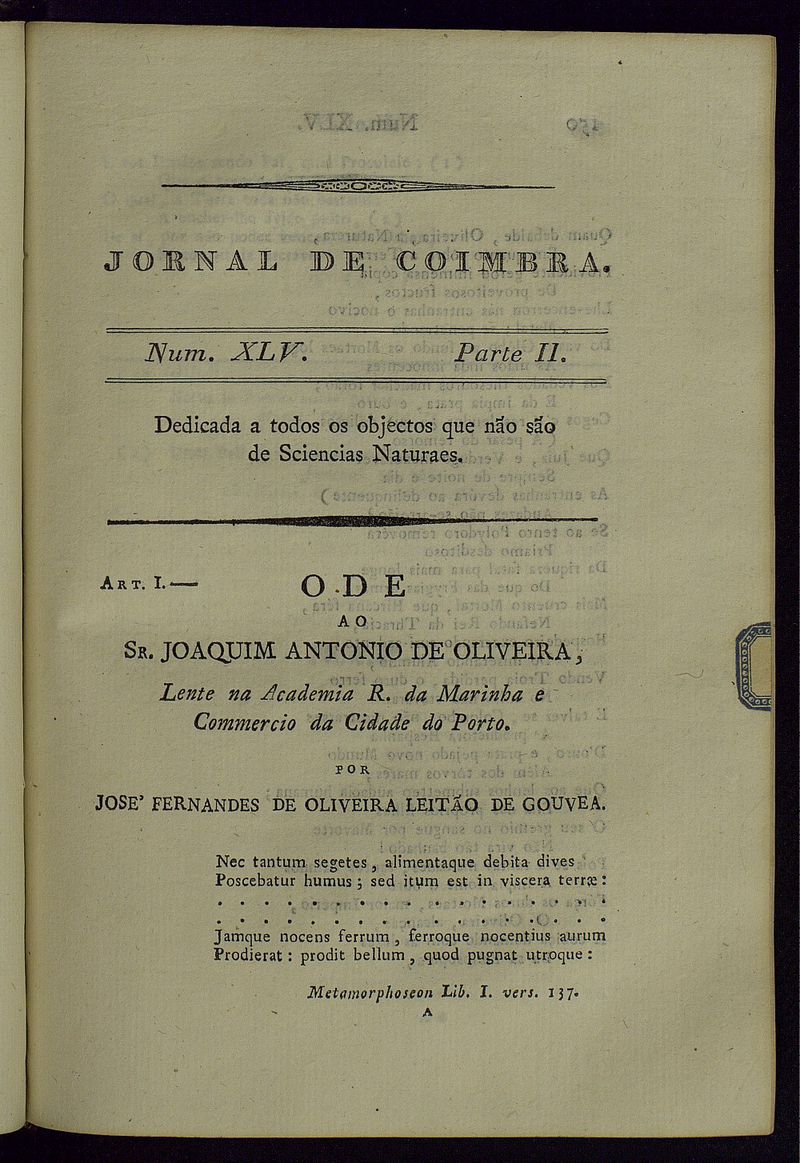 JORNAL DE COIMBRA.
Num. XLV. Parte II.
Dedicada a todos os objectos que não são
de Sciencias Naturaes.
ART. I.— ODE
AO
SR. JOAQUIM ANTONIO DE OLIVEIRA,
Lente na Academia R. da Marinha e
Commercio da Cidade do Porto.
POR
JOSE' FERNANDES DE OLIVEIRA LEITÃO DE GOUVEA.
Nec tantum segetes, alimentaque debita dives
Poscebatur humus; sed itum est in viscera terræ:
. . . . . . . . . . . . . . . . .
. . . . . . . . . . . . . . . . .
Jamque nocens ferrum, ferroque nocentius aurum
Prodierat: prodit bellum, quod pugnat utroque:
Metamorphoseon Lib. I. vers. 137.
A